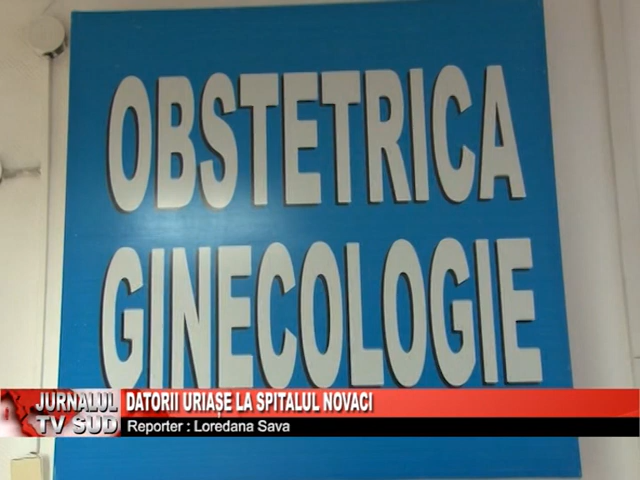 OBSTETRICA
GINECOLOGIE
JURNALUL
TV SUD
DATORII URIAȘE LA SPITALUL NOVACI
Reporter : Loredana Sava